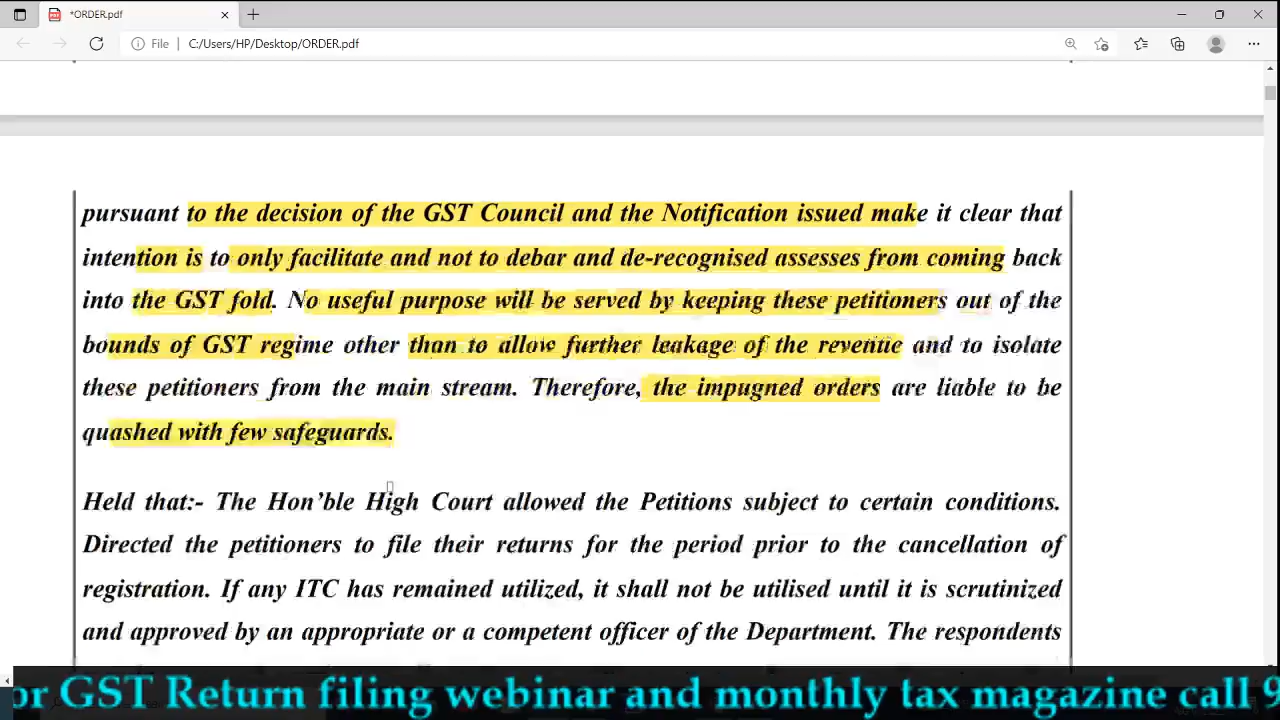 *ORDER.pdf
File C:/Users/HP/Desktop/ORDER.pdf
pursuant to the decision of the GST Council and the Notification issued make it clear that
intention is to only facilitate and not to debar and de-recognised assesses from coming back
into the GST fold. No useful purpose will be served by keeping these petitioners out of the
bounds of GST regime other than to allow further leakage of the revenue and to isolate
these petitioners from the main stream. Therefore, the impugned orders are liable to be
quashed with few safeguards.
Held that:- The Hon’ble High Court allowed the Petitions subject to certain conditions.
Directed the petitioners to file their returns for the period prior to the cancellation of
registration. If any ITC has remained utilized, it shall not be utilised until it is scrutinized
and approved by an appropriate or a competent officer of the Department. The respondents
or GST Return filing webinar and monthly tax magazine call 9